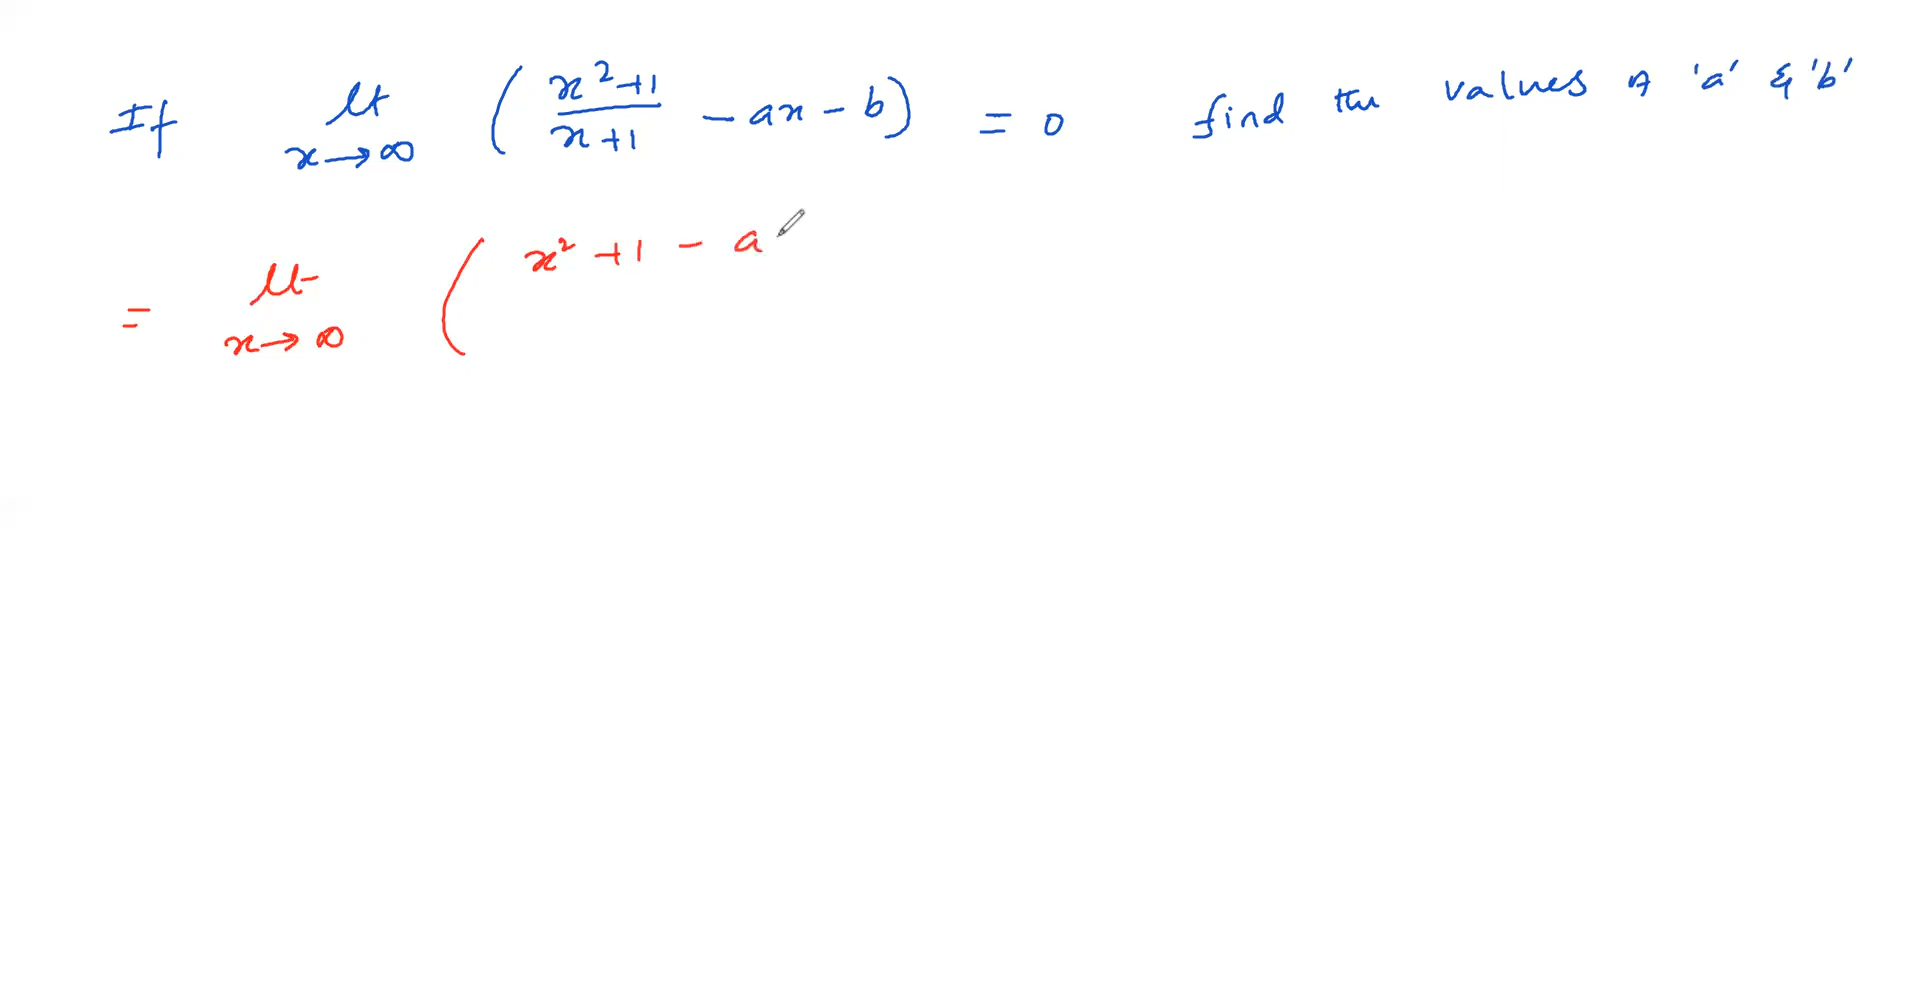 If lt x→∞ ( x²+1 / x+1 - ax - b) = 0 find the values of 'a' & 'b'
= lt x→∞ ( x² + 1 - a